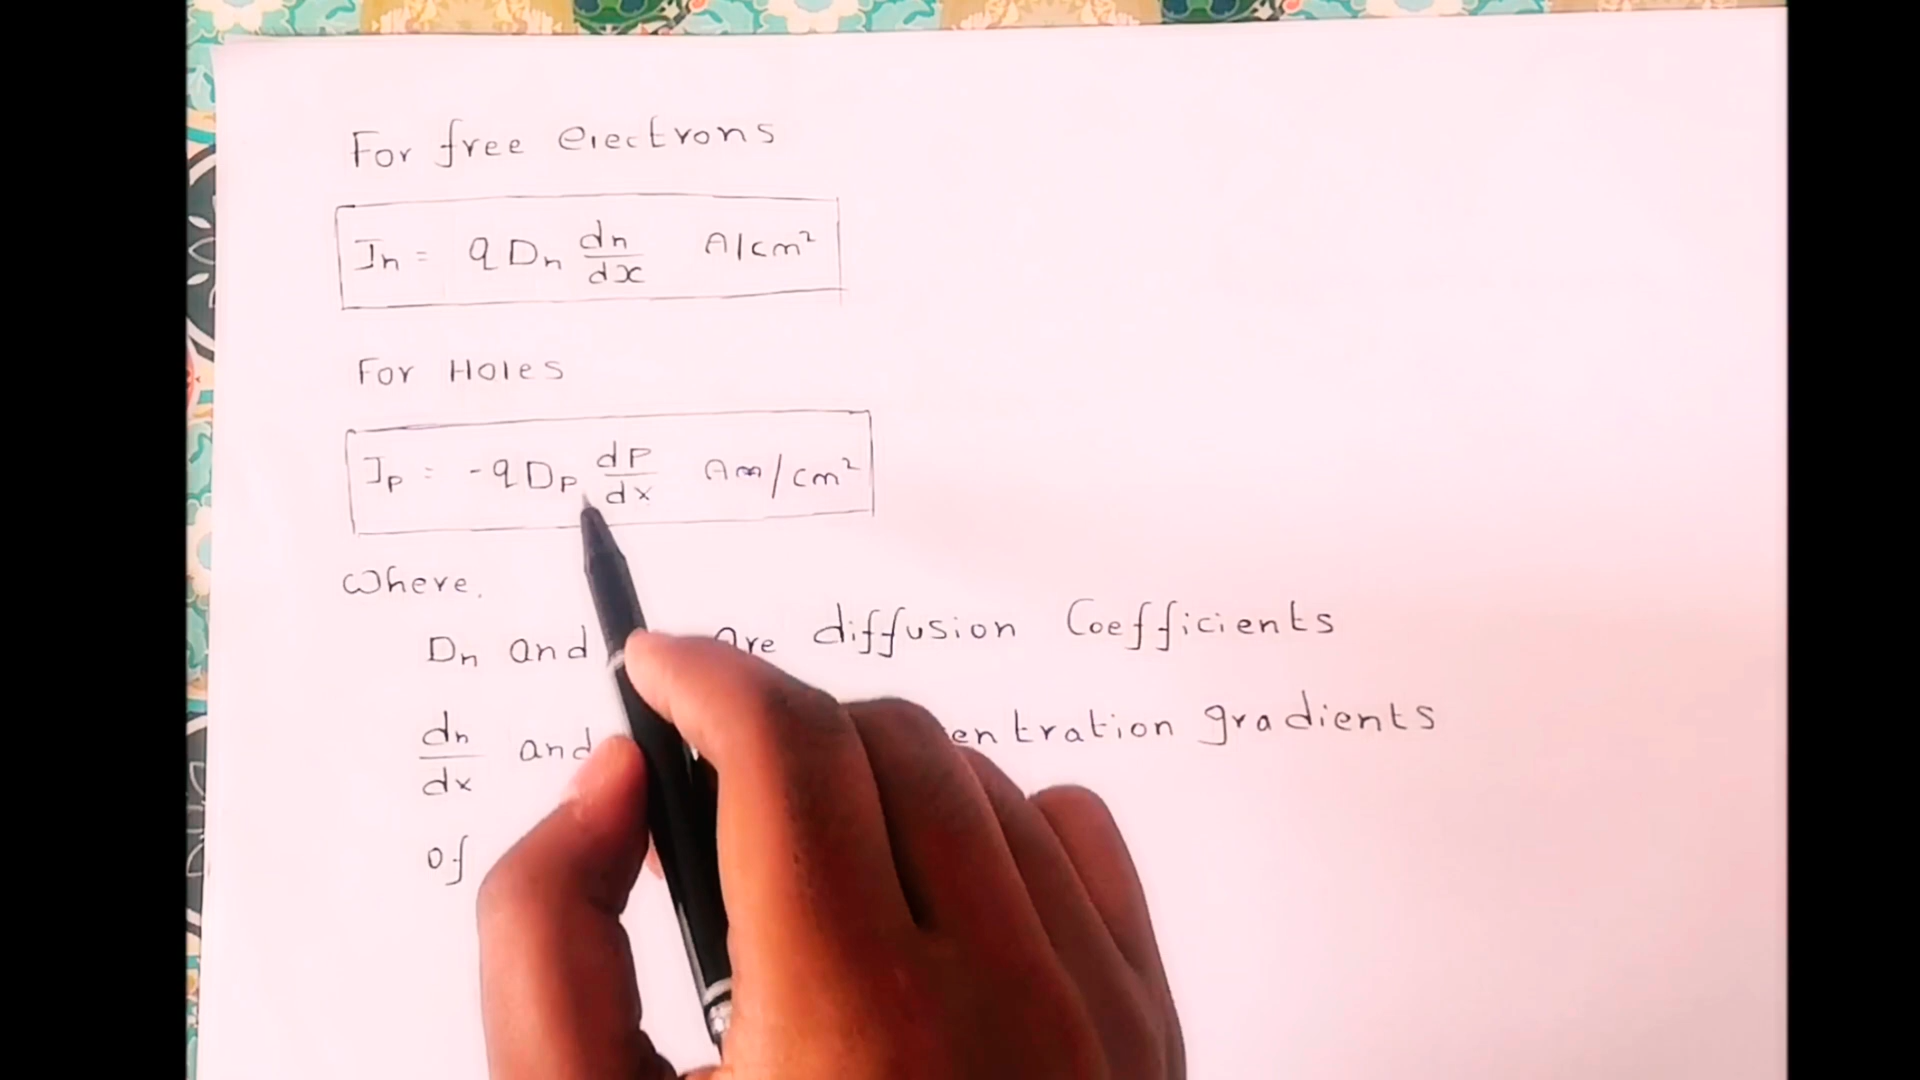 For free electrons
Jn = qDn dn/dx A/cm²
For Holes
Jp = -qDp dP/dx Am/cm²
Where,
Dn and are diffusion Coefficients
dn/dx and gradients
of